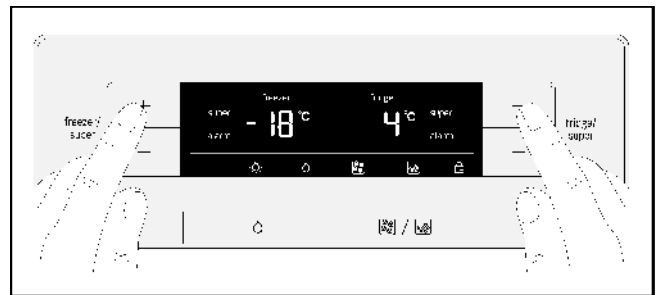 freezer fridge
super -18 °C 4 °C super
alarm alarm
freezer/
super
fridge/
super
+
−
−
/